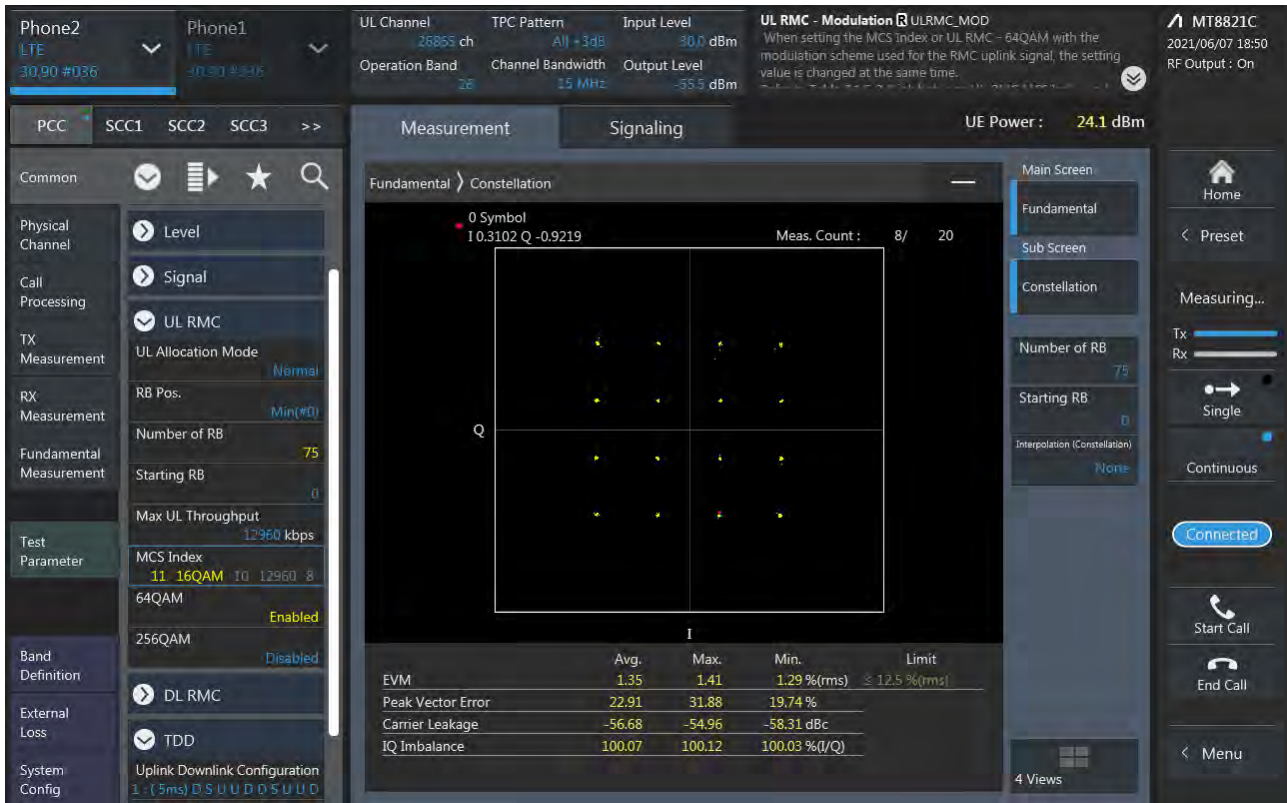 Phone2
LTE
30.90 #036
Phone1
LTE
30.90 #036
UL Channel
26865 ch
Operation Band
26
TPC Pattern
All +3dB
Channel Bandwidth
15 MHz
Input Level
30.0 dBm
Output Level
-55.5 dBm
UL RMC - Modulation R ULRMC_MOD
When setting the MCS Index or UL RMC – 64QAM with the
modulation scheme used for the RMC uplink signal, the setting
value is changed at the same time.
MT8821C
2021/06/07 18:50
RF Output : On
PCC SCC1 SCC2 SCC3 >>
Measurement
Signaling
UE Power : 24.1 dBm
Common
Physical
Channel
Call
Processing
TX
Measurement
RX
Measurement
Fundamental
Measurement
Test
Parameter
Band
Definition
External
Loss
System
Config
Level
Signal
UL RMC
UL Allocation Mode
Normal
RB Pos.
Min(#0)
Number of RB
75
Starting RB
0
Max UL Throughput
12960 kbps
MCS Index
11 16QAM 10 12960 8
64QAM
Enabled
256QAM
Disabled
DL RMC
TDD
Uplink Downlink Configuration
1 : ( 5ms) D S U U D D S U U D
Fundamental 〉 Constellation
0 Symbol
I 0.3102 Q -0.9219
Meas. Count : 8/ 20
Q
I
Avg. Max. Min. Limit
EVM 1.35 1.41 1.29 %(rms) ≤ 12.5 %(rms)
Peak Vector Error 22.91 31.88 19.74 %
Carrier Leakage -56.68 -54.96 -58.31 dBc
IQ Imbalance 100.07 100.12 100.03 %(I/Q)
Main Screen
Fundamental
Sub Screen
Constellation
Number of RB
75
Starting RB
0
Interpolation (Constellation)
None
4 Views
Home
< Preset
Measuring...
Tx
Rx
Single
Continuous
Connected
Start Call
End Call
< Menu